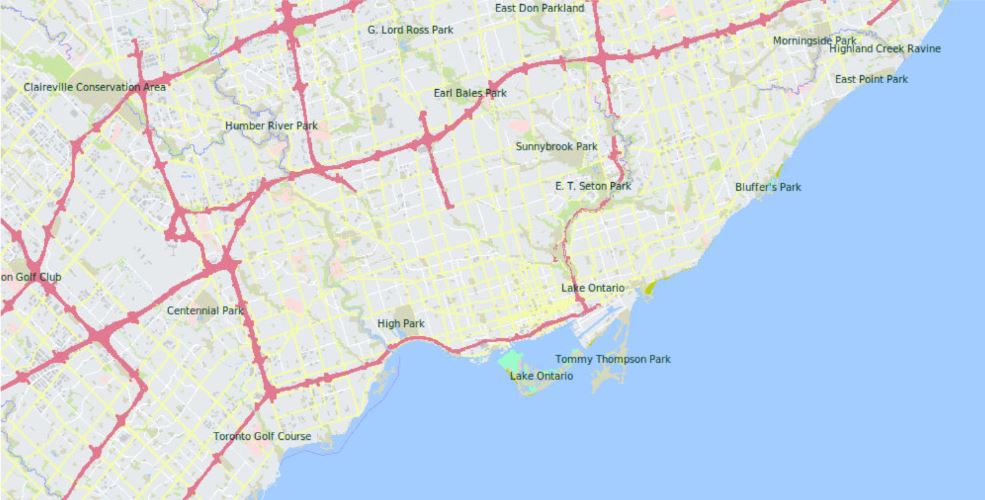 East Don Parkland
G. Lord Ross Park
Morningside Park
Highland Creek Ravine
East Point Park
Claireville Conservation Area
Earl Bales Park
Humber River Park
Sunnybrook Park
E. T. Seton Park
Bluffer's Park
on Golf Club
Lake Ontario
Centennial Park
High Park
Tommy Thompson Park
Lake Ontario
Toronto Golf Course